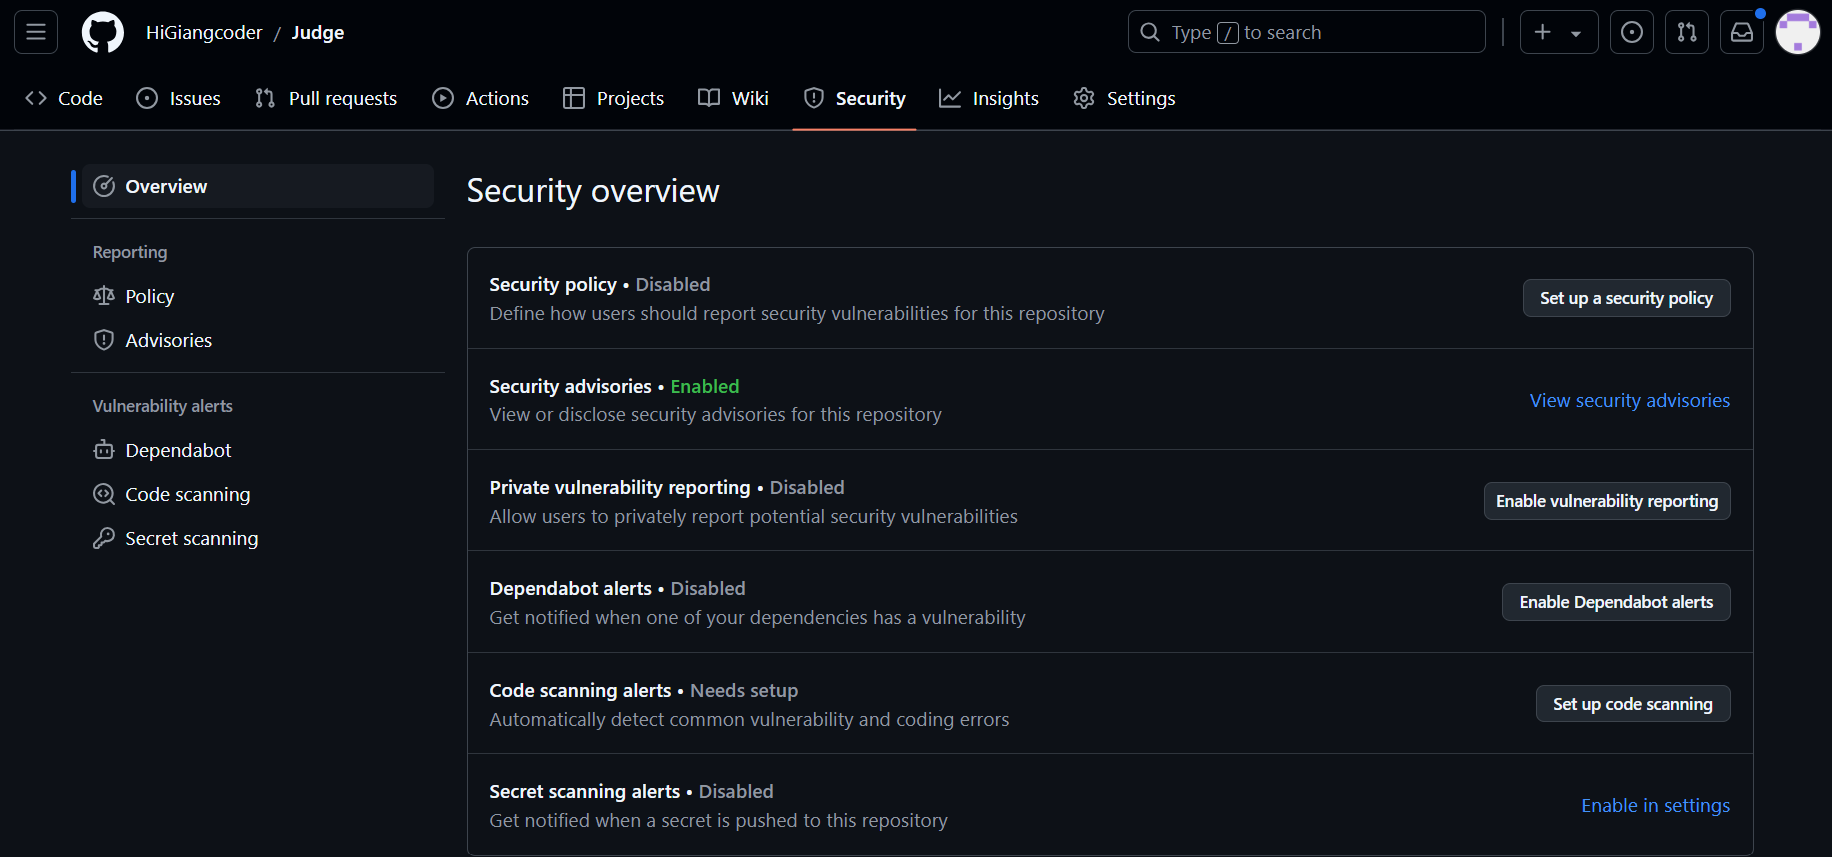 HiGiangcoder / Judge
Type / to search
Code Issues Pull requests Actions Projects Wiki Security Insights Settings
Overview
Reporting
Policy
Advisories
Vulnerability alerts
Dependabot
Code scanning
Secret scanning
Security overview
Security policy • Disabled
Define how users should report security vulnerabilities for this repository
Set up a security policy
Security advisories • Enabled
View or disclose security advisories for this repository
View security advisories
Private vulnerability reporting • Disabled
Allow users to privately report potential security vulnerabilities
Enable vulnerability reporting
Dependabot alerts • Disabled
Get notified when one of your dependencies has a vulnerability
Enable Dependabot alerts
Code scanning alerts • Needs setup
Automatically detect common vulnerability and coding errors
Set up code scanning
Secret scanning alerts • Disabled
Get notified when a secret is pushed to this repository
Enable in settings